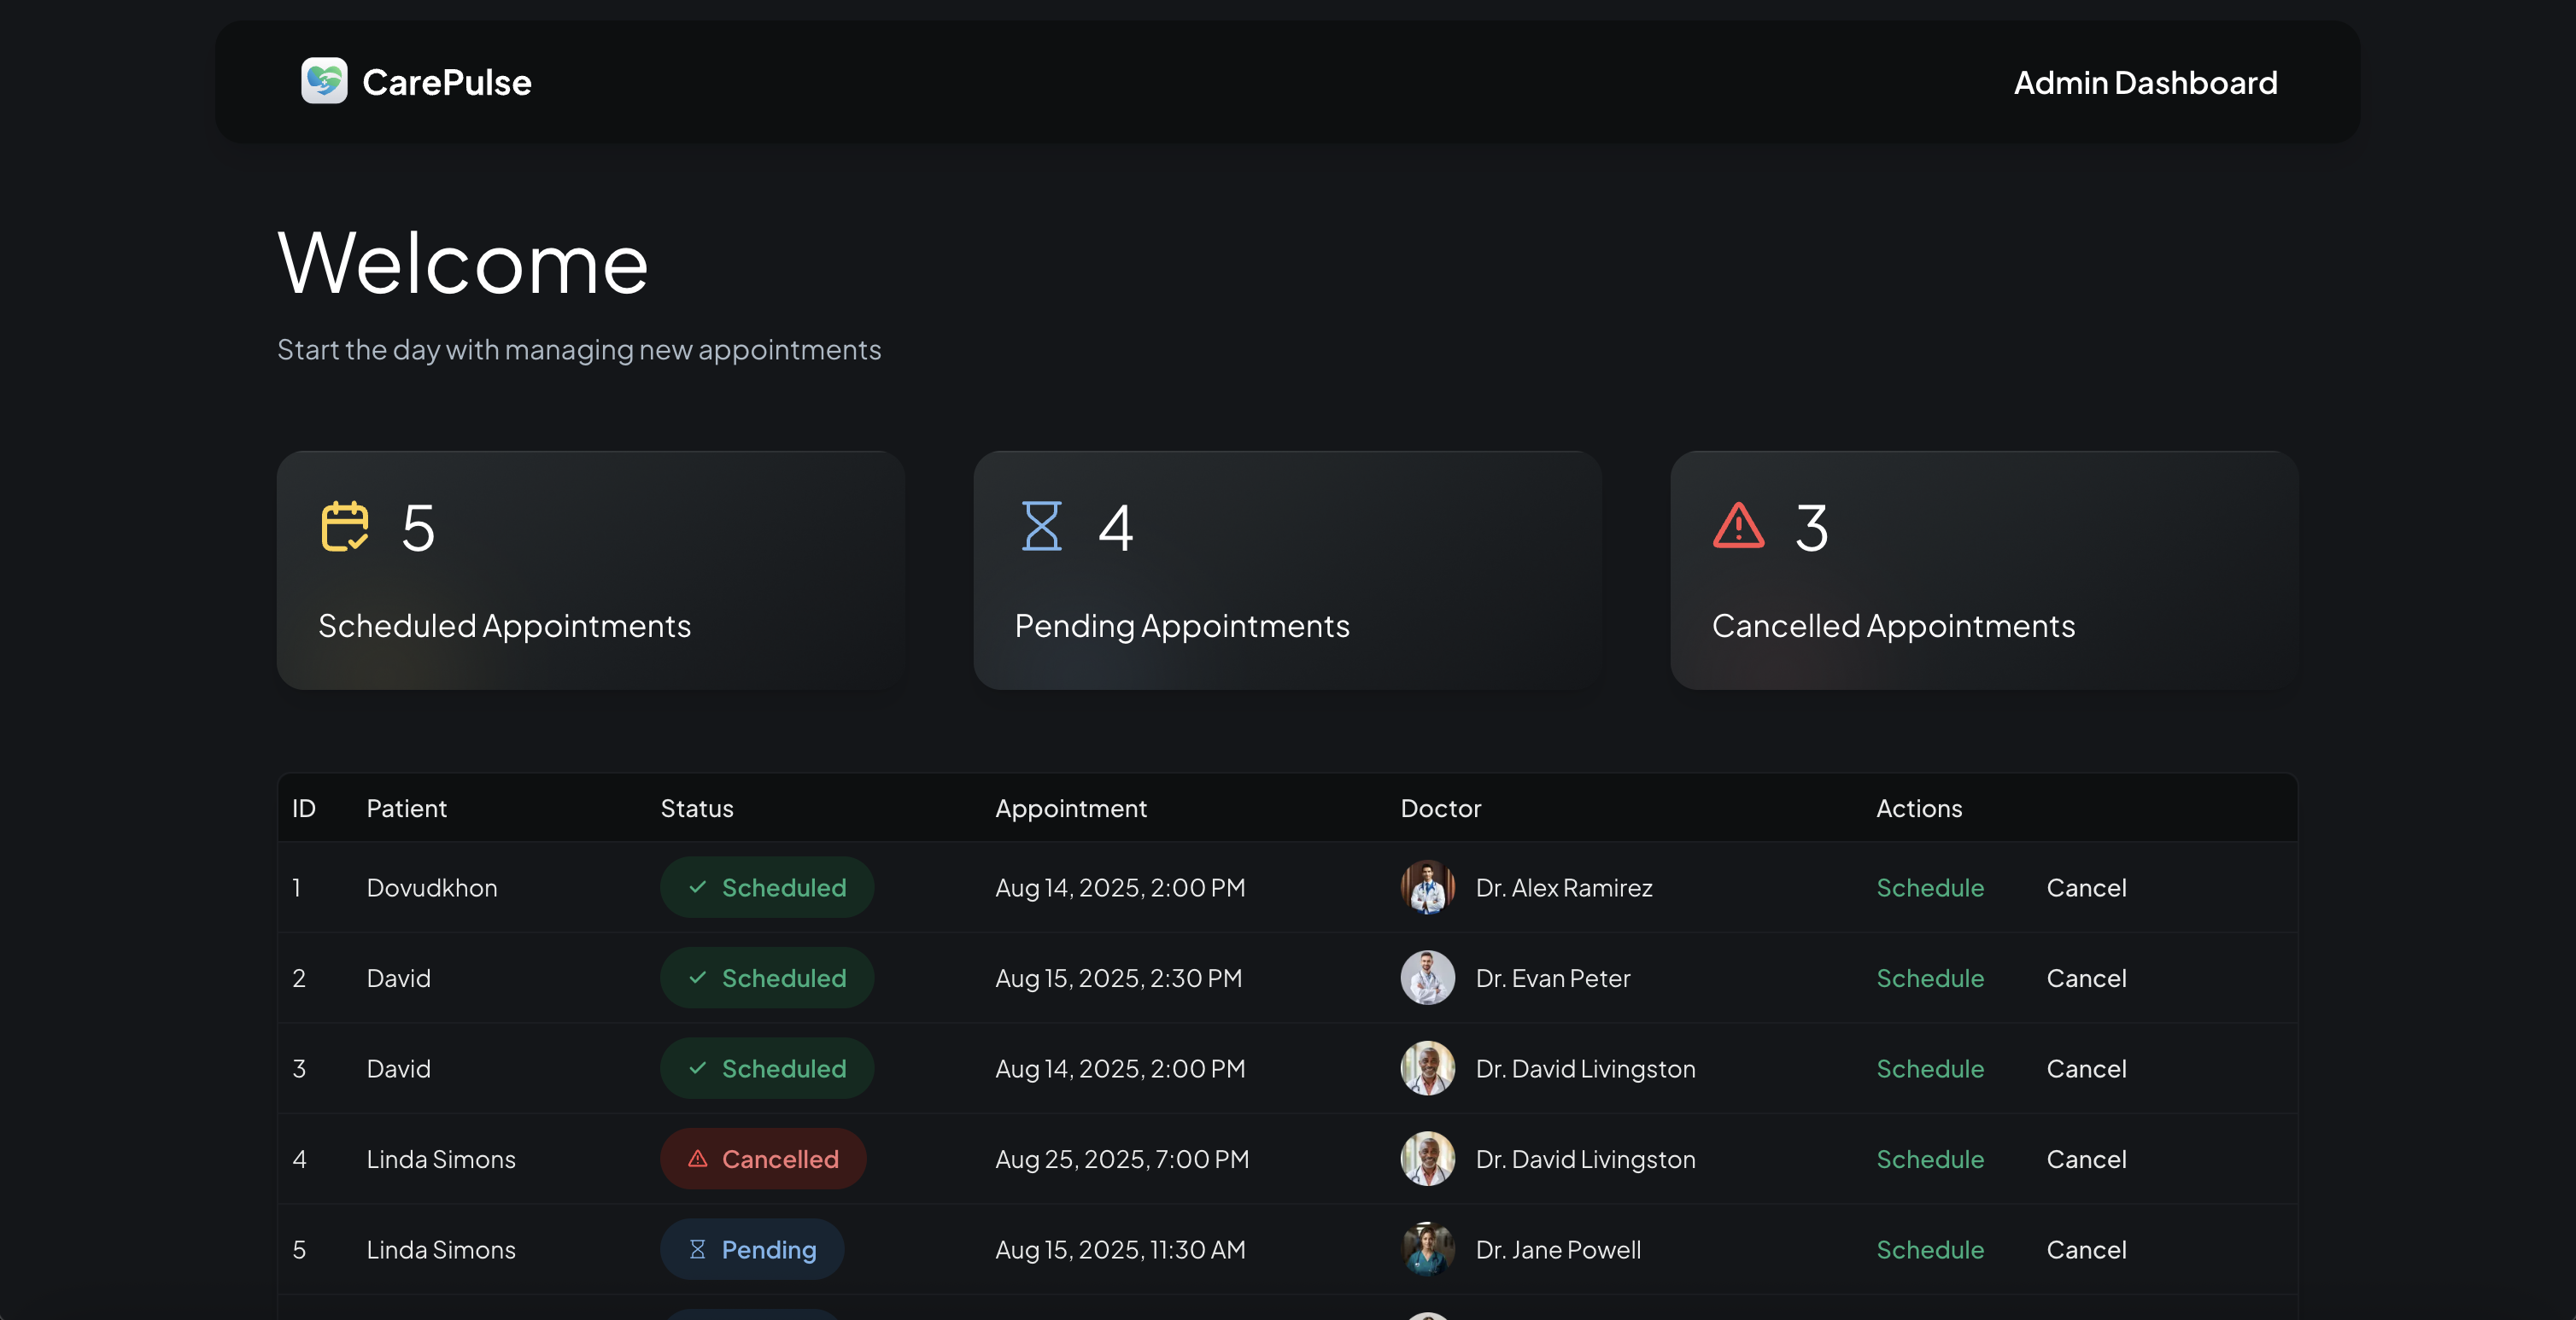 CarePulse
Admin Dashboard
Welcome
Start the day with managing new appointments
5
Scheduled Appointments
4
Pending Appointments
3
Cancelled Appointments
ID Patient Status Appointment Doctor Actions
1 Dovudkhon Scheduled Aug 14, 2025, 2:00 PM Dr. Alex Ramirez Schedule Cancel
2 David Scheduled Aug 15, 2025, 2:30 PM Dr. Evan Peter Schedule Cancel
3 David Scheduled Aug 14, 2025, 2:00 PM Dr. David Livingston Schedule Cancel
4 Linda Simons Cancelled Aug 25, 2025, 7:00 PM Dr. David Livingston Schedule Cancel
5 Linda Simons Pending Aug 15, 2025, 11:30 AM Dr. Jane Powell Schedule Cancel